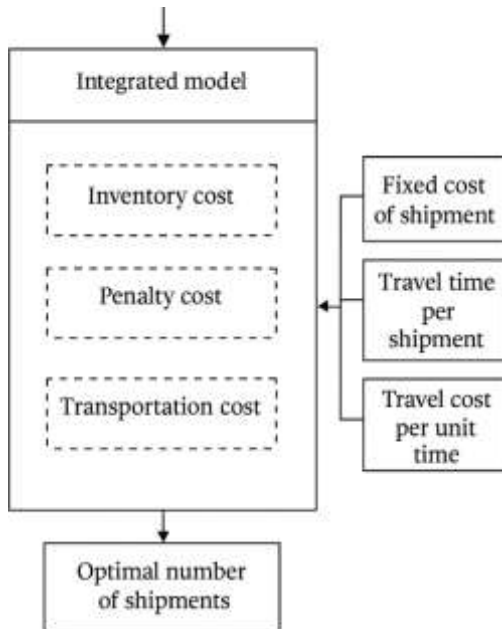 Integrated model
Inventory cost
Penalty cost
Transportation cost
Fixed cost
of shipment
Travel time
per
shipment
Travel cost
per unit
time
Optimal number
of shipments